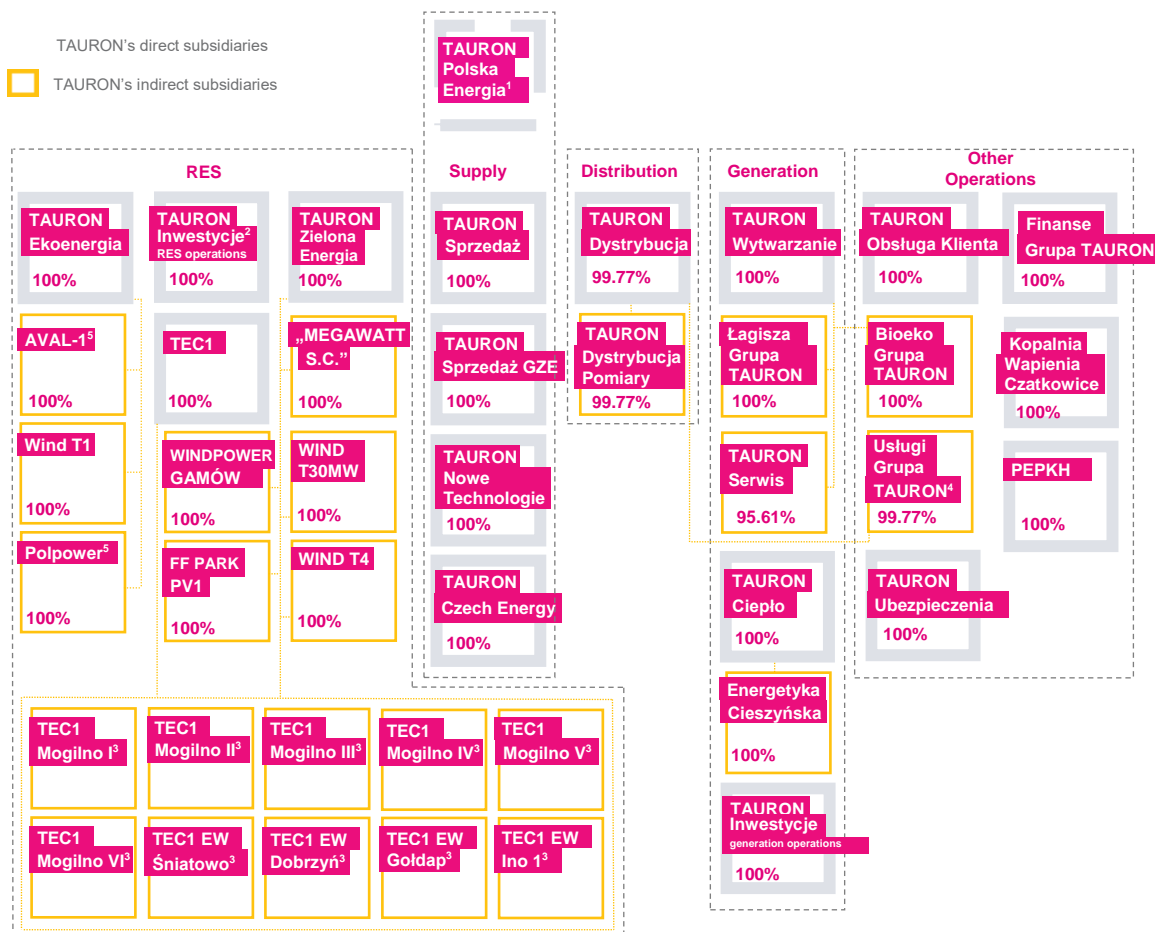 TAURON's direct subsidiaries
TAURON's indirect subsidiaries
TAURON
Polska
Energia¹
RES
Supply
Distribution
Generation
Other
Operations
TAURON
Ekoenergia
100%
TAURON
Inwestycje²
RES operations
100%
TAURON
Zielona
Energia
100%
TAURON
Sprzedaż
100%
TAURON
Dystrybucja
99.77%
TAURON
Wytwarzanie
100%
TAURON
Obsługa Klienta
100%
Finanse
Grupa TAURON
100%
AVAL-1⁵
100%
TEC1
100%
„MEGAWATT
S.C.”
100%
TAURON
Sprzedaż GZE
100%
TAURON
Dystrybucja
Pomiary
99.77%
Łagisza
Grupa
TAURON
100%
Bioeko
Grupa
TAURON
100%
Kopalnia
Wapienia
Czatkowice
100%
Wind T1
100%
WINDPOWER
GAMÓW
100%
WIND
T30MW
100%
TAURON
Nowe
Technologie
100%
TAURON
Serwis
95.61%
Usługi
Grupa
TAURON⁴
99.77%
PEPKH
100%
Polpower⁵
100%
FF PARK
PV1
100%
WIND T4
100%
TAURON
Czech Energy
100%
TAURON
Ciepło
100%
TAURON
Ubezpieczenia
100%
Energetyka
Cieszyńska
100%
TAURON
Inwestycje
generation operations
100%
TEC1
Mogilno I³
TEC1
Mogilno II³
TEC1
Mogilno III³
TEC1
Mogilno IV³
TEC1
Mogilno V³
TEC1
Mogilno VI³
TEC1 EW
Śniatowo³
TEC1 EW
Dobrzyń³
TEC1 EW
Gołdap³
TEC1 EW
Ino 1³